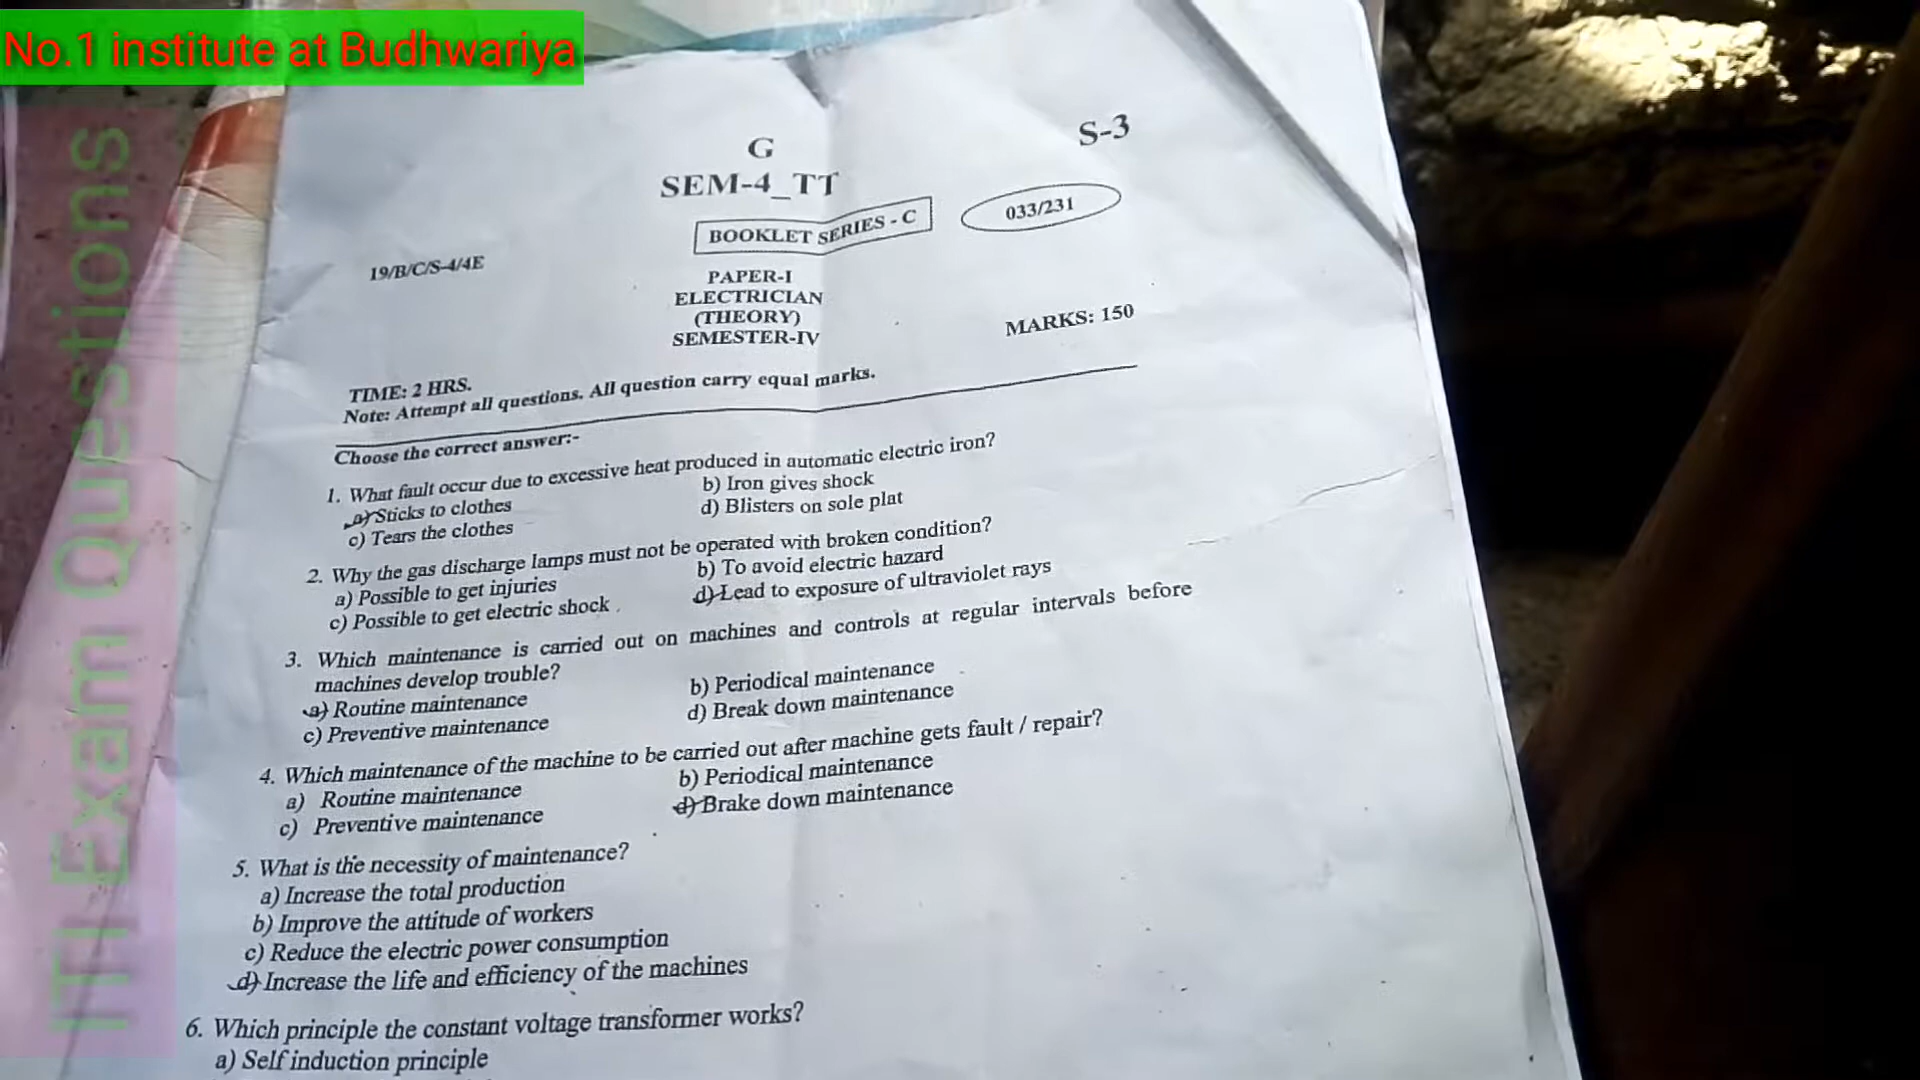 No.1 institute at Budhwariya
ITI Exam Questions
S-3
G
SEM-4_TT
BOOKLET SERIES - C
033/231
19/B/C/S-4/4E
PAPER-I
ELECTRICIAN
(THEORY)
SEMESTER-IV
MARKS: 150
TIME: 2 HRS.
Note: Attempt all questions. All question carry equal marks.
Choose the correct answer:-
1. What fault occur due to excessive heat produced in automatic electric iron?
a) Sticks to clothes b) Iron gives shock
c) Tears the clothes d) Blisters on sole plat
2. Why the gas discharge lamps must not be operated with broken condition?
a) Possible to get injuries b) To avoid electric hazard
c) Possible to get electric shock . d) Lead to exposure of ultraviolet rays
3. Which maintenance is carried out on machines and controls at regular intervals before
machines develop trouble?
a) Routine maintenance b) Periodical maintenance
c) Preventive maintenance d) Break down maintenance
4. Which maintenance of the machine to be carried out after machine gets fault / repair?
a) Routine maintenance b) Periodical maintenance
c) Preventive maintenance d) Brake down maintenance
5. What is the necessity of maintenance?
a) Increase the total production
b) Improve the attitude of workers
c) Reduce the electric power consumption
d) Increase the life and efficiency of the machines
6. Which principle the constant voltage transformer works?
a) Self induction principle